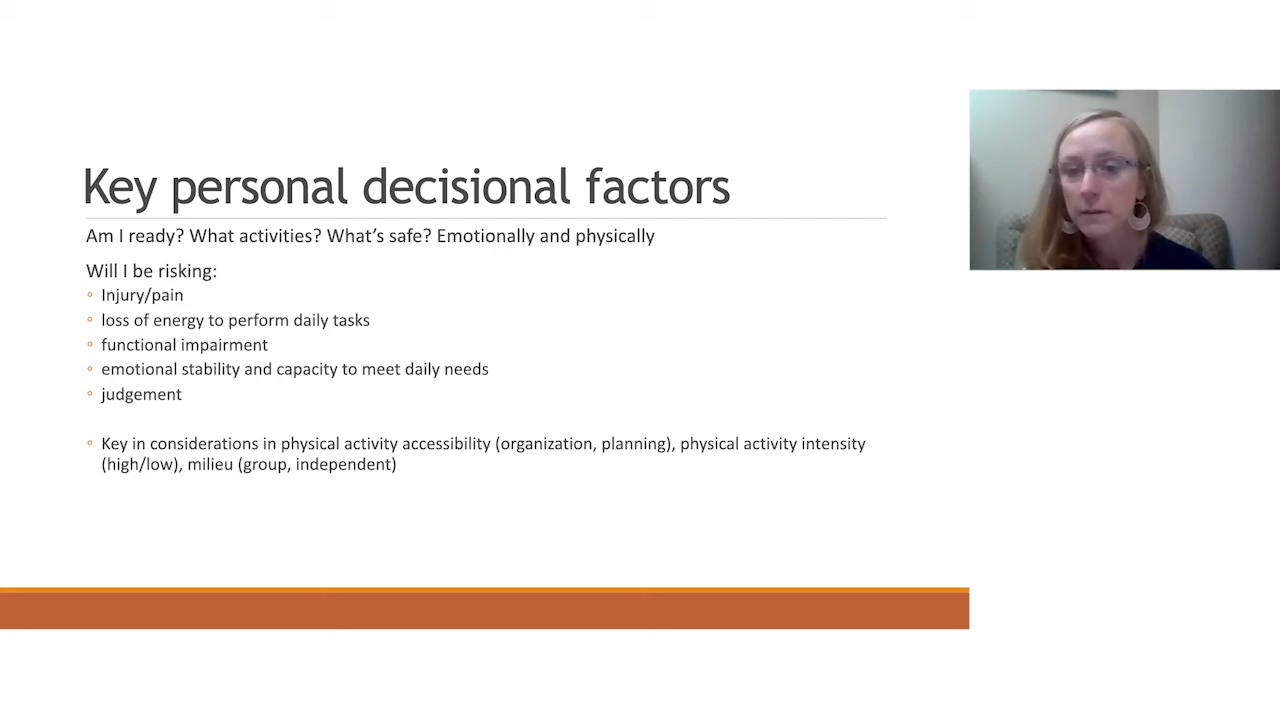 Key personal decisional factors
Am I ready? What activities? What's safe? Emotionally and physically
Will I be risking:
◦ Injury/pain
◦ loss of energy to perform daily tasks
◦ functional impairment
◦ emotional stability and capacity to meet daily needs
◦ judgement
◦ Key in considerations in physical activity accessibility (organization, planning), physical activity intensity
(high/low), milieu (group, independent)